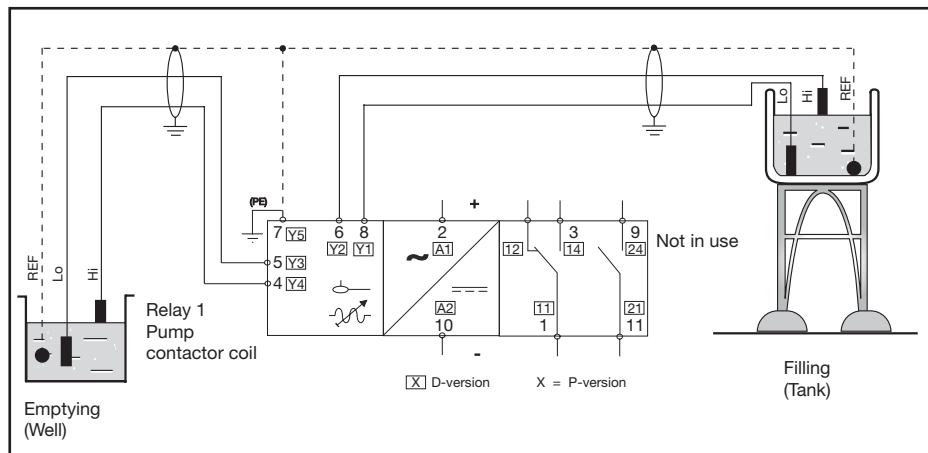 REF
Lo
Hi
Relay 1
Pump
contactor coil
Emptying
(Well)
(PE)
7 Y5
6
8
Y2 Y1
5 Y3
4 Y4
2
+
A1
~
A2
10
-
3
9
12
14
24
11
21
1
11
Not in use
X D-version
X = P-version
Lo
Hi
REF
Filling
(Tank)